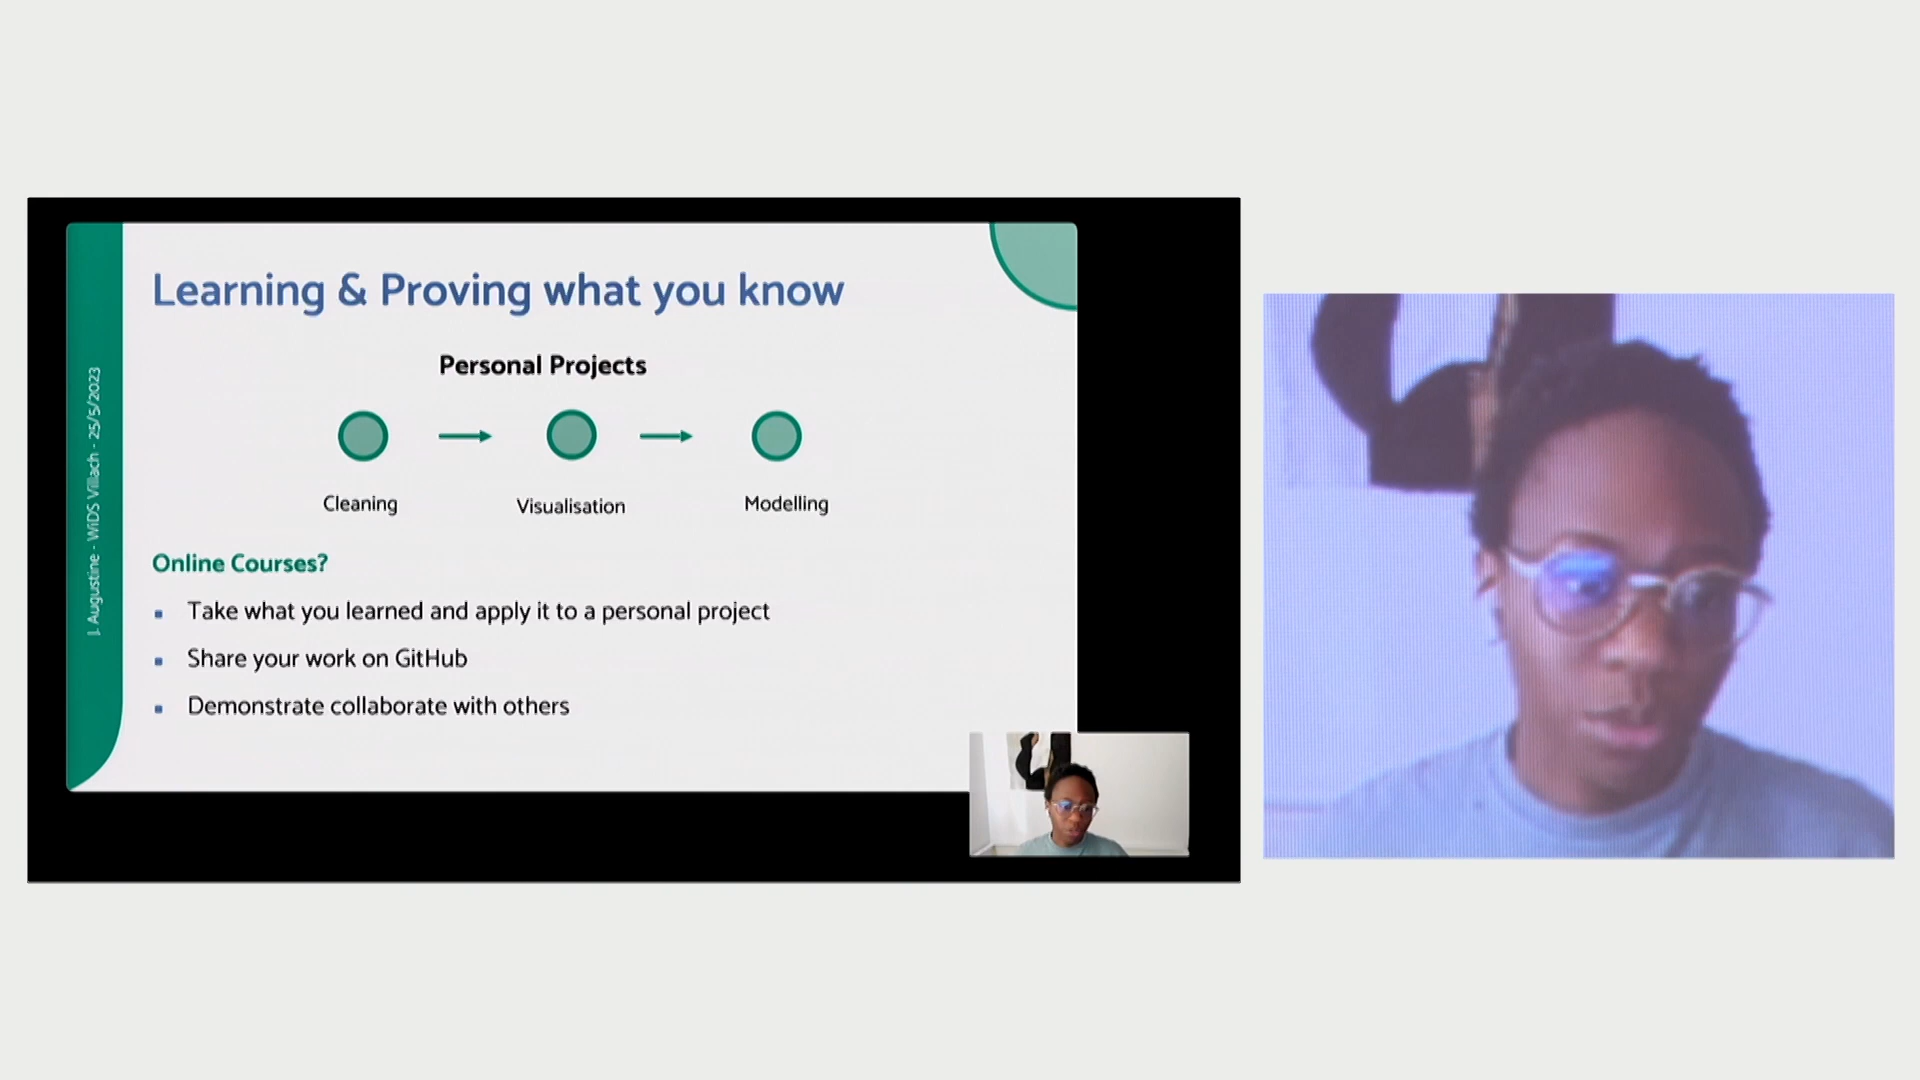 Learning & Proving what you know
Personal Projects
Cleaning
Visualisation
Modelling
Online Courses?
Take what you learned and apply it to a personal project
Share your work on GitHub
Demonstrate collaborate with others
J. Augustine - WiDS Villach - 25/5/2023